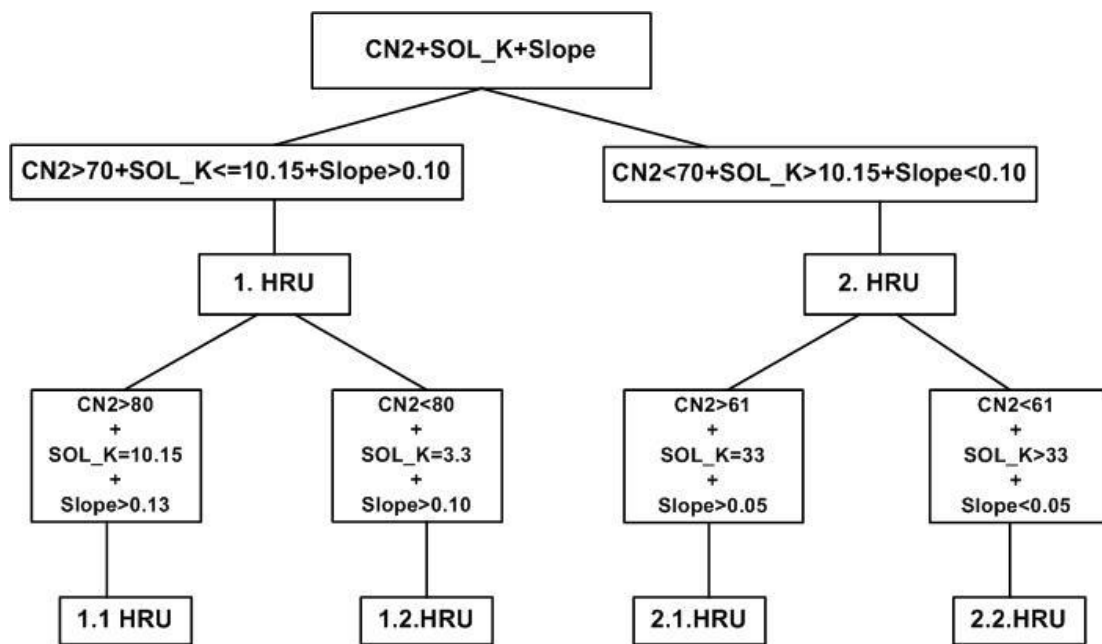 CN2+SOL_K+Slope
CN2>70+SOL_K<=10.15+Slope>0.10
CN2<70+SOL_K>10.15+Slope<0.10
1. HRU
2. HRU
CN2>80
+
SOL_K=10.15
+
Slope>0.13
CN2<80
+
SOL_K=3.3
+
Slope>0.10
CN2>61
+
SOL_K=33
+
Slope>0.05
CN2<61
+
SOL_K>33
+
Slope<0.05
1.1 HRU
1.2.HRU
2.1.HRU
2.2.HRU